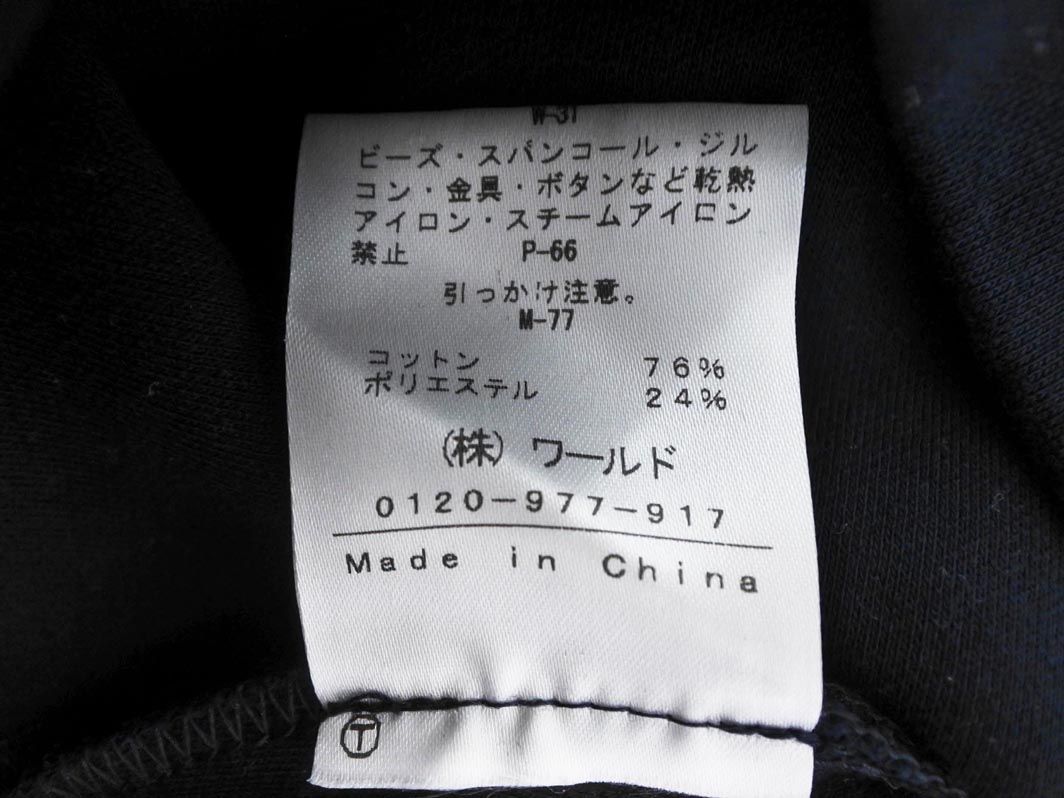 W-31
ビーズ・スパンコール・ジル
コン・金具・ボタンなど乾熱
アイロン・スチームアイロン
禁止 P-66
引っかけ注意。
M-77
コットン 76%
ポリエステル 24%
(株) ワールド
0120-977-917
Made in China
T